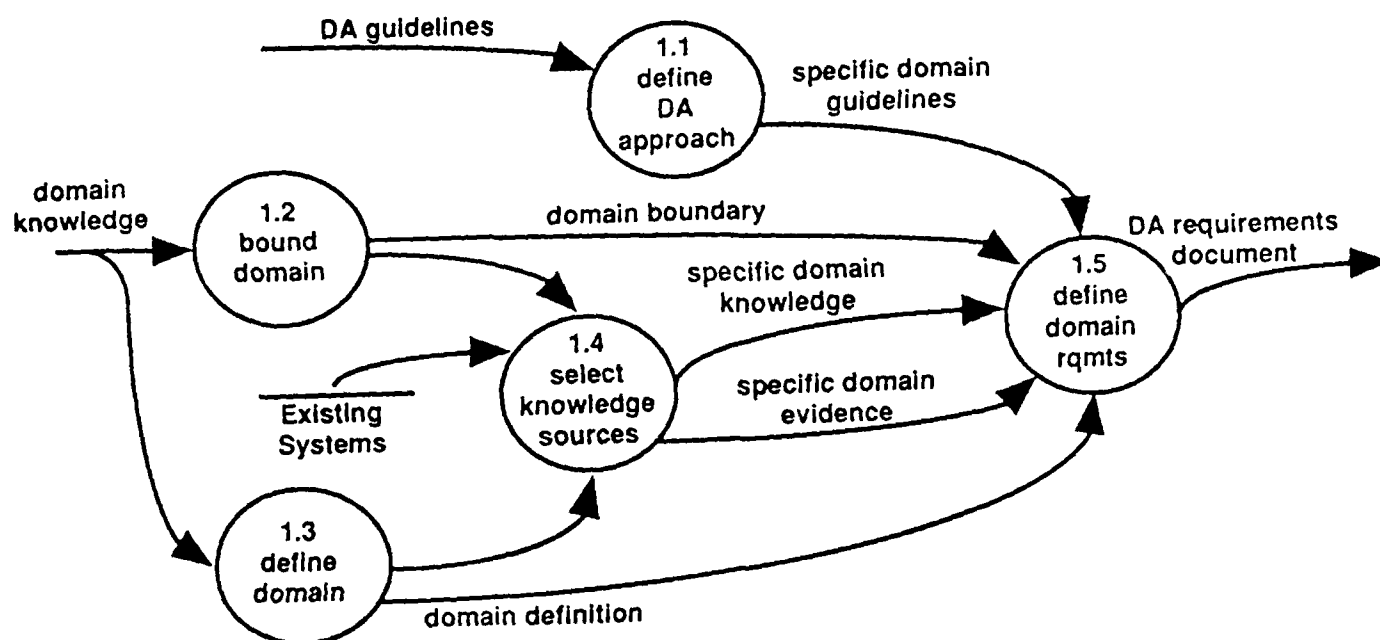 DA guidelines
1.1
define
DA
approach
specific domain
guidelines
domain
knowledge
1.2
bound
domain
domain boundary
DA requirements
document
specific domain
knowledge
1.5
define
domain
rqmts
1.4
select
knowledge
sources
Existing
Systems
specific domain
evidence
1.3
define
domain
domain definition